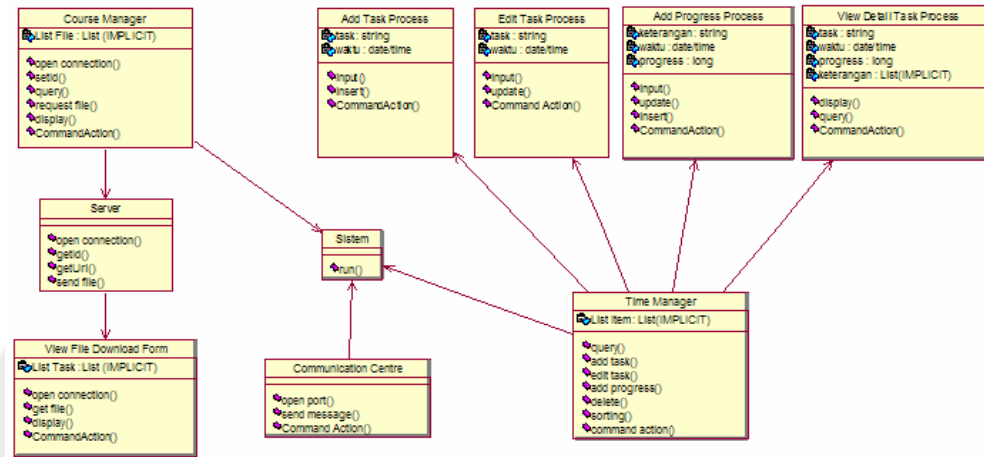 Course Manager
List File : List (IMPLICIT)
open connection()
setid()
query()
request file()
display()
CommandAction()
Add Task Process
task : string
waktu : date/time
input()
insert()
CommandAction()
Edit Task Process
task : string
waktu : date/time
input()
update()
Command Action()
Add Progress Process
keterangan : string
waktu : date/time
progress : long
input()
update()
insert()
CommandAction()
View Detail Task Process
task : string
waktu : date/time
progress : long
keterangan : List(IMPLICIT)
display()
query()
CommandAction()
Server
open connection()
getid()
getUrl()
send file()
Sistem
run()
View File Download Form
List Task : List (IMPLICIT)
open connection()
get file()
display()
CommandAction()
Communication Centre
open port()
send message()
Command Action()
Time Manager
List Item : List(IMPLICIT)
query()
add task()
edit task()
add progress()
delete()
sorting()
command action()